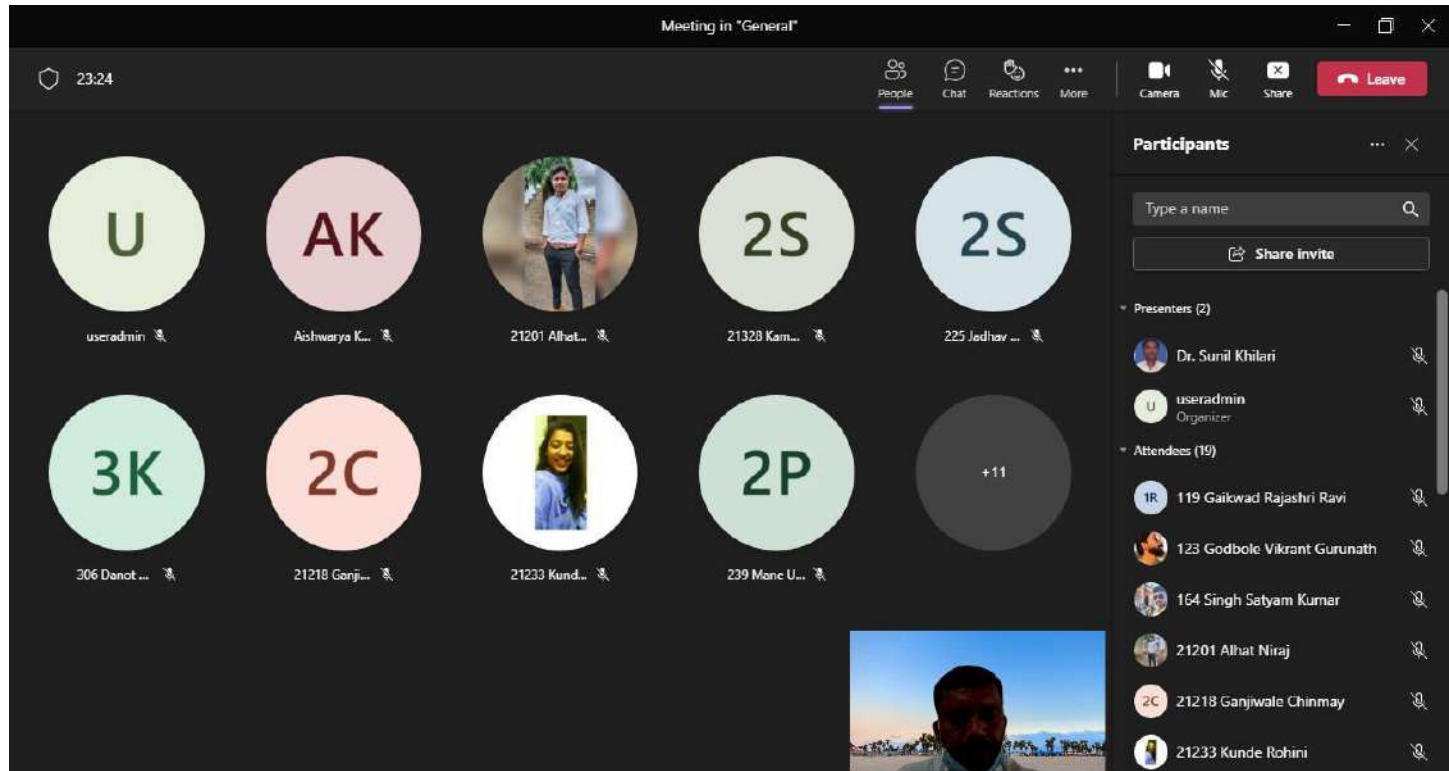 Meeting in "General"
23:24
People Chat Reactions More Camera Mic Share Leave
U AK 2S 2S
useradmin Aishwarya K... 21201 Alhat... 21328 Kam... 225 Jadhav ...
3K 2C 2P +11
306 Danot ... 21218 Ganji... 21233 Kund... 239 Mane U...
Participants
Type a name
Share invite
Presenters (2)
Dr. Sunil Khilari
U useradmin
Organizer
Attendees (19)
1R 119 Gaikwad Rajashri Ravi
123 Godbole Vikrant Gurunath
164 Singh Satyam Kumar
21201 Alhat Niraj
2C 21218 Ganjiwale Chinmay
21233 Kunde Rohini